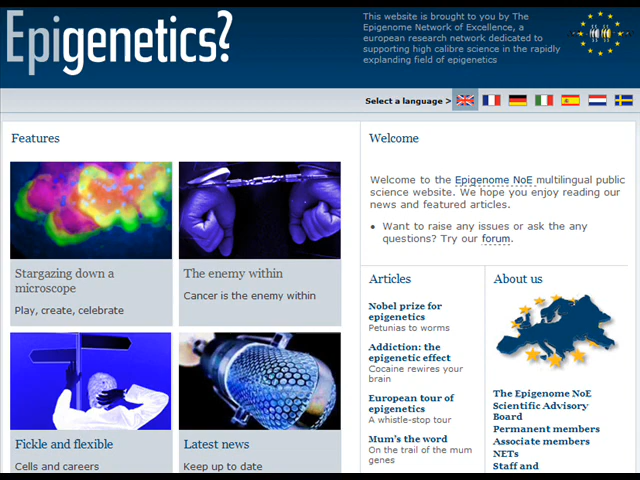 Epigenetics?
This website is brought to you by The
Epigenome Network of Excellence, a
european research network dedicated to
supporting high calibre science in the rapidly
explanding field of epigenetics
Select a language >
Features
Stargazing down a
microscope
Play, create, celebrate
The enemy within
Cancer is the enemy within
Fickle and flexible
Cells and careers
Latest news
Keep up to date
Welcome
Welcome to the Epigenome NoE multilingual public
science website. We hope you enjoy reading our
news and featured articles.
• Want to raise any issues or ask the any
questions? Try our forum.
Articles
Nobel prize for
epigenetics
Petunias to worms
Addiction: the
epigenetic effect
Cocaine rewires your
brain
European tour of
epigenetics
A whistle-stop tour
Mum's the word
On the trail of the mum
genes
About us
The Epigenome NoE
Scientific Advisory
Board
Permanent members
Associate members
NETs
Staff and